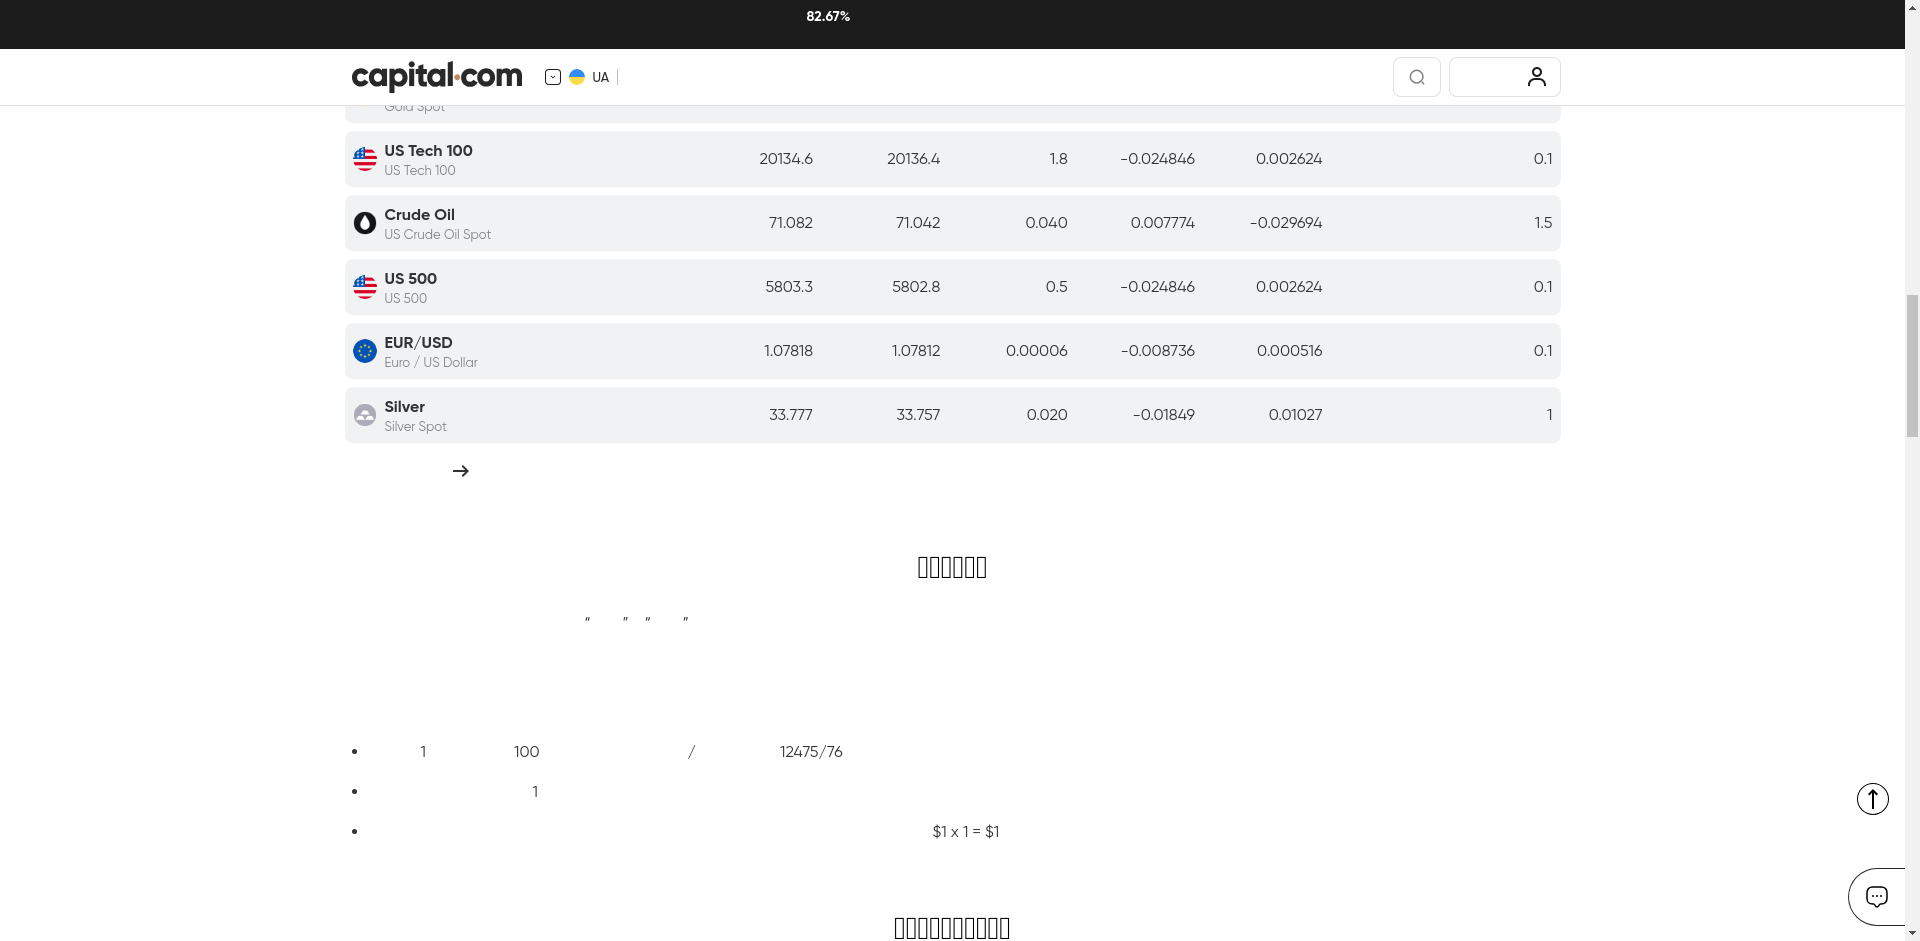 82.67%
capital.com UA
Gold Spot
US Tech 100
US Tech 100
20134.6 20136.4 1.8 -0.024846 0.002624 0.1
Crude Oil
US Crude Oil Spot
71.082 71.042 0.040 0.007774 -0.029694 1.5
US 500
US 500
5803.3 5802.8 0.5 -0.024846 0.002624 0.1
EUR/USD
Euro / US Dollar
1.07818 1.07812 0.00006 -0.008736 0.000516 0.1
Silver
Silver Spot
33.777 33.757 0.020 -0.01849 0.01027 1
“ ” “ ”
1 100 / 12475/76
1
$1 x 1 = $1